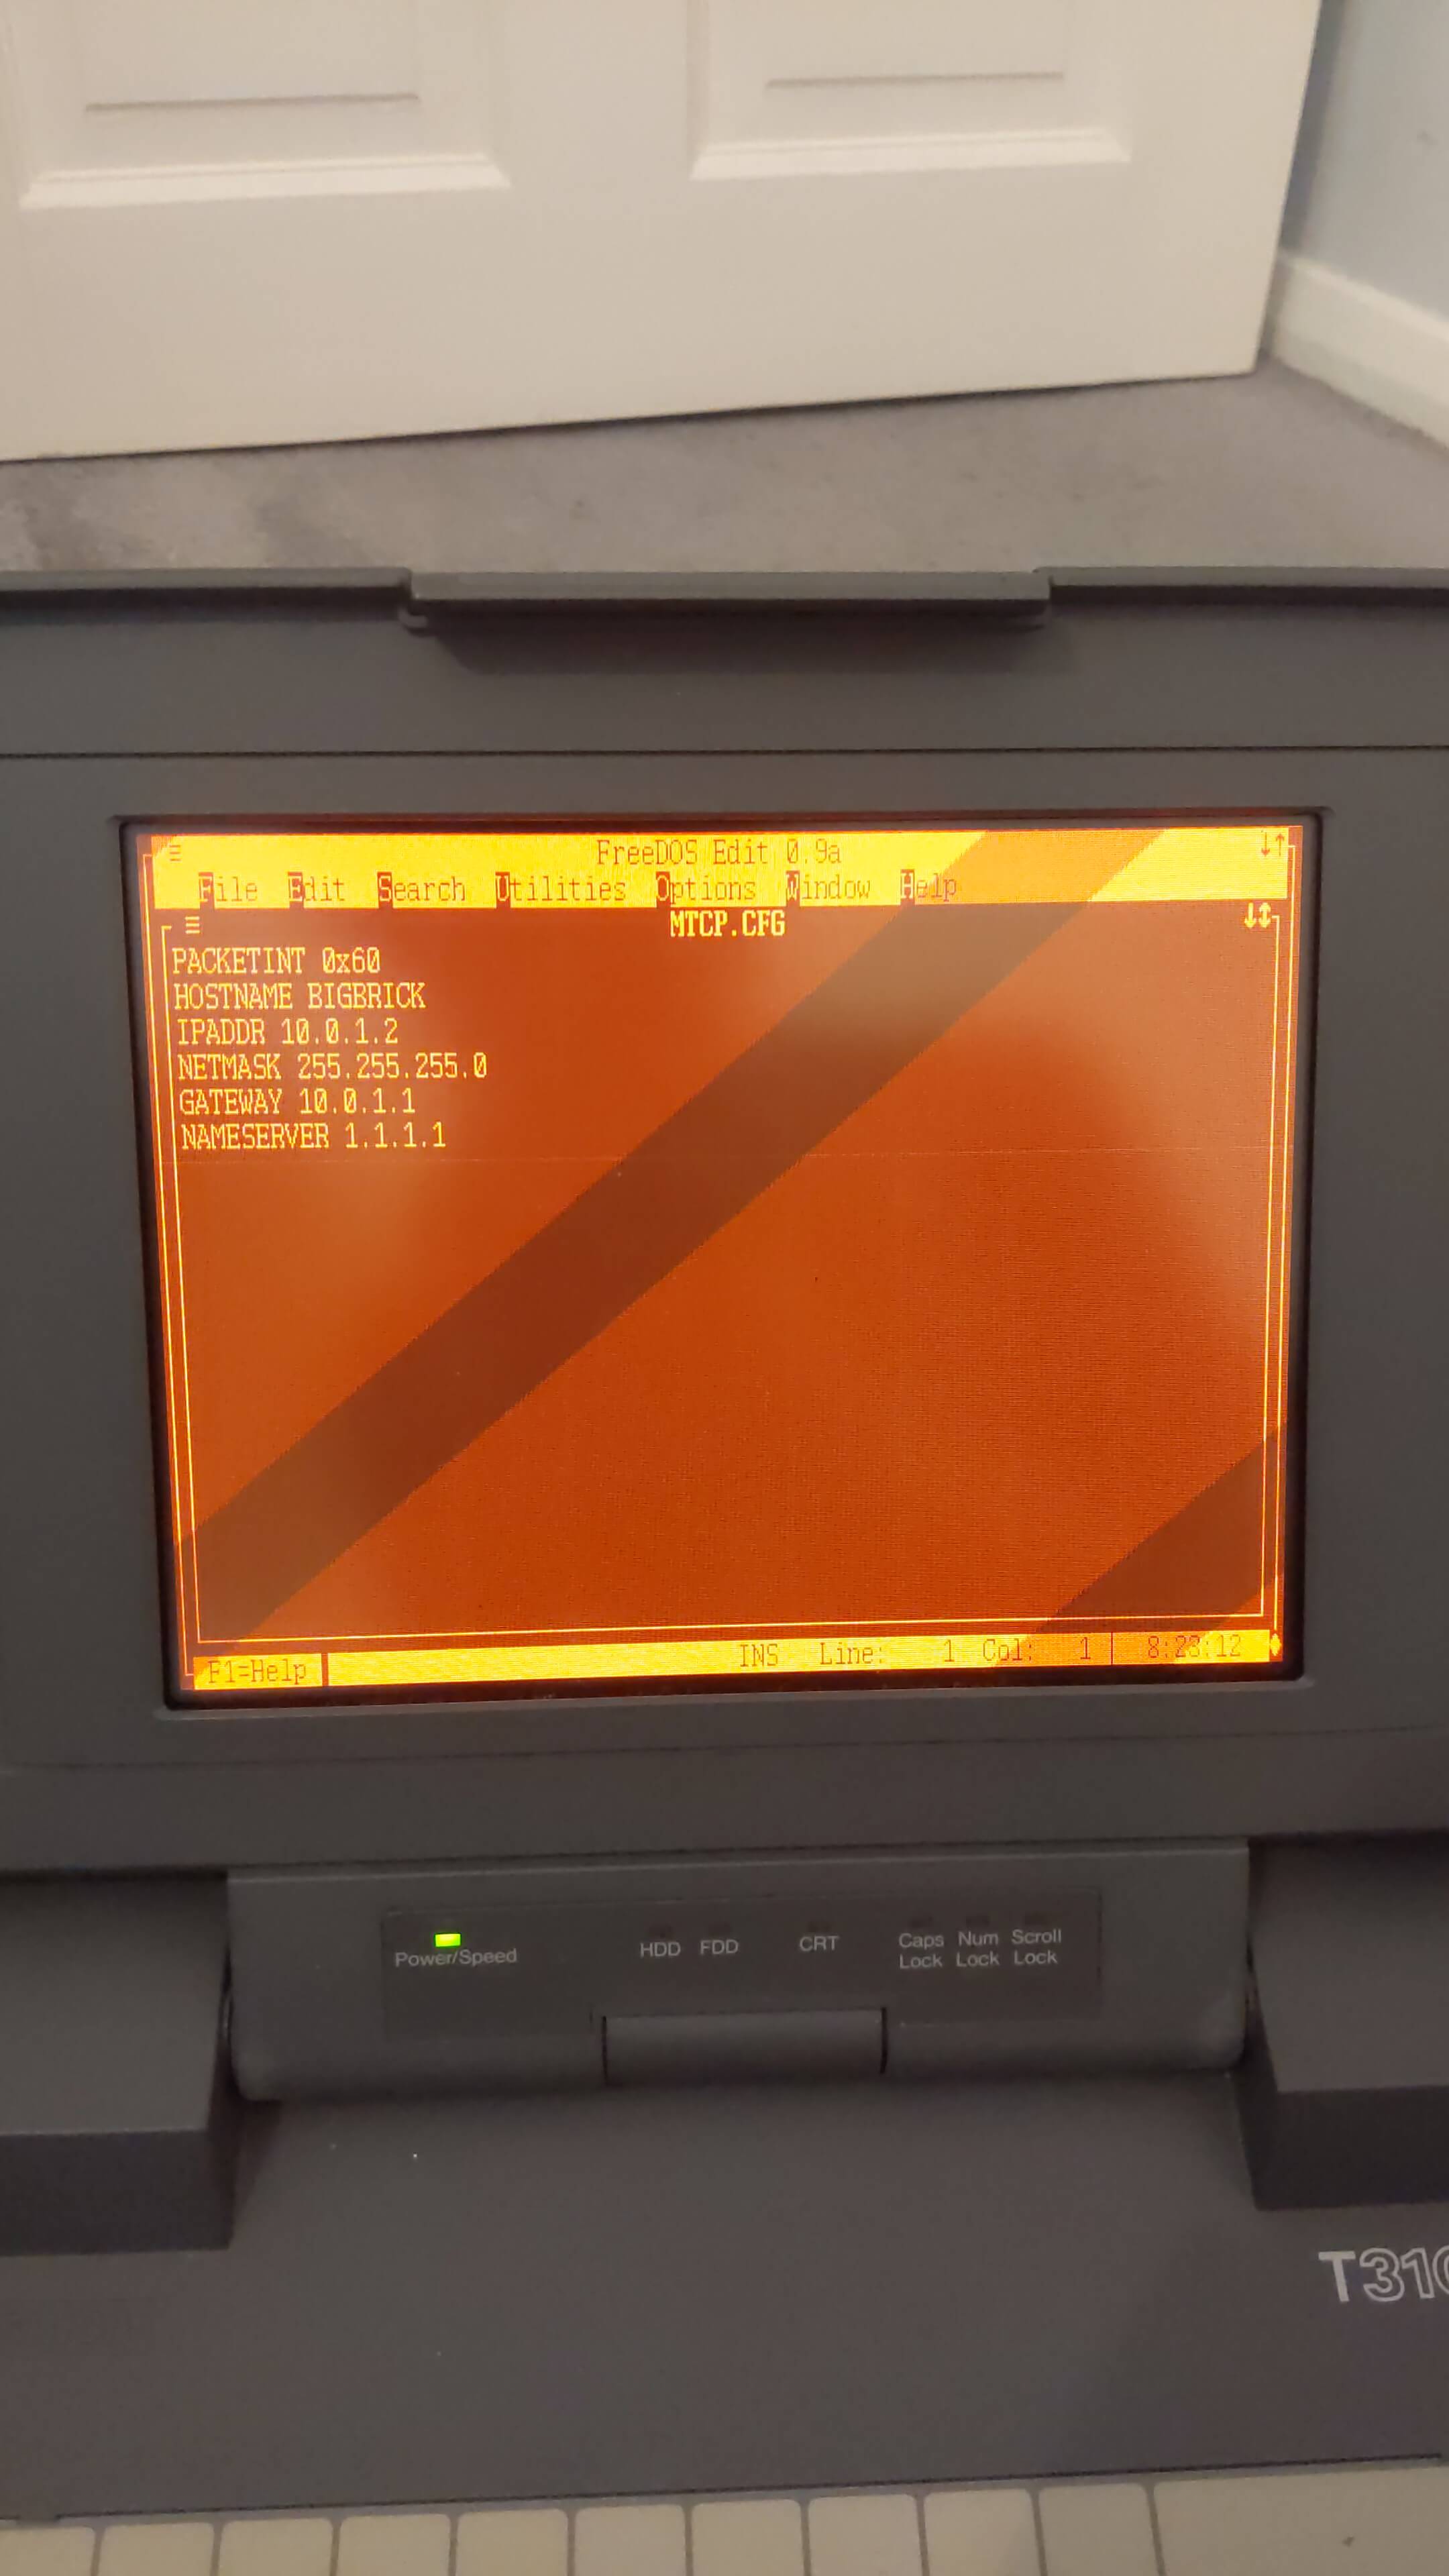 FreeDOS Edit 0.9a
File Edit Search Utilities Options Window Help
MTCP.CFG
PACKETINT 0x60
HOSTNAME BIGBRICK
IPADDR 10.0.1.2
NETMASK 255.255.255.0
GATEWAY 10.0.1.1
NAMESERVER 1.1.1.1
F1=Help INS Line: 1 Col: 1 8:23:12
Power/Speed HDD FDD CRT Caps Lock Num Lock Scroll Lock
T310